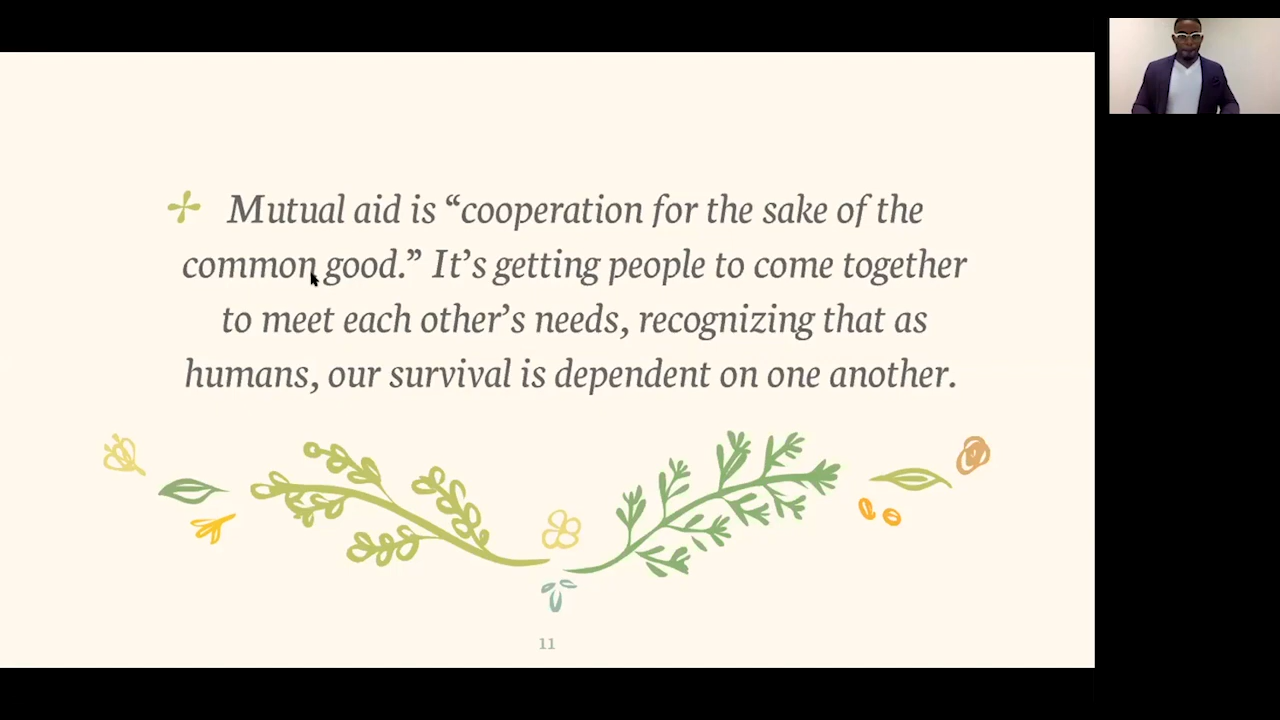 Mutual aid is “cooperation for the sake of the
common good.” It’s getting people to come together
to meet each other’s needs, recognizing that as
humans, our survival is dependent on one another.
11